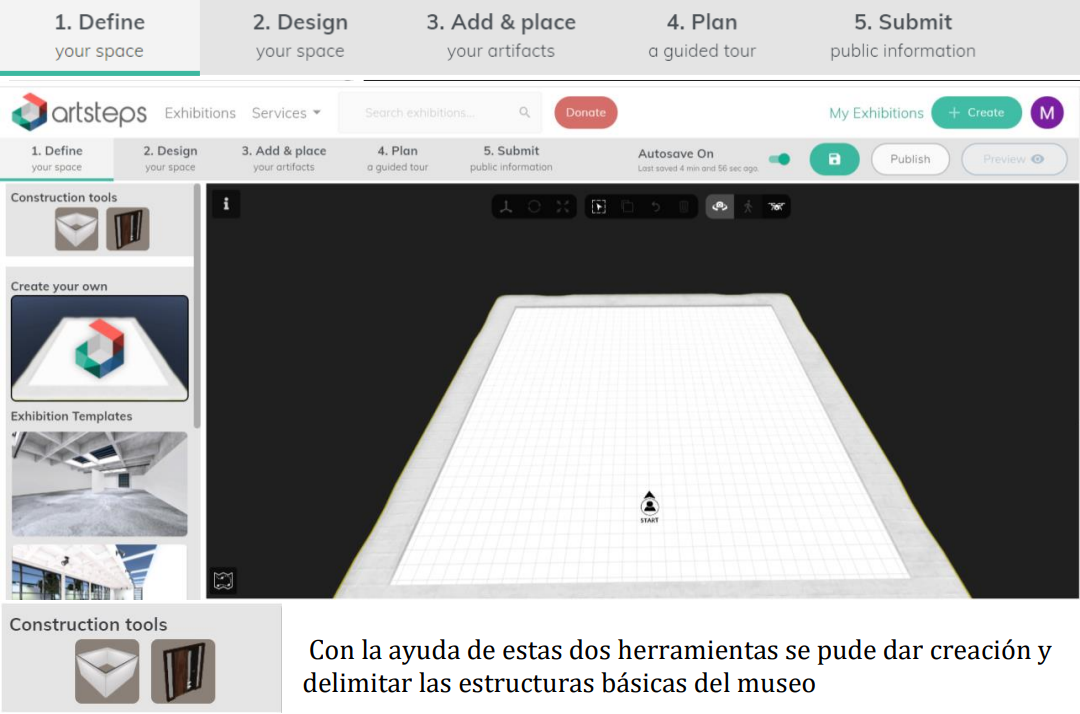 1. Define
your space
2. Design
your space
3. Add & place
your artifacts
4. Plan
a guided tour
5. Submit
public information
artsteps
Exhibitions
Services
Search exhibitions...
Donate
My Exhibitions
+ Create
M
1. Define
your space
2. Design
your space
3. Add & place
your artifacts
4. Plan
a guided tour
5. Submit
public information
Autosave On
Last saved 4 min and 56 sec ago.
Publish
Preview
Construction tools
i
Create your own
Exhibition Templates
START
Construction tools
Con la ayuda de estas dos herramientas se pude dar creación y
delimitar las estructuras básicas del museo